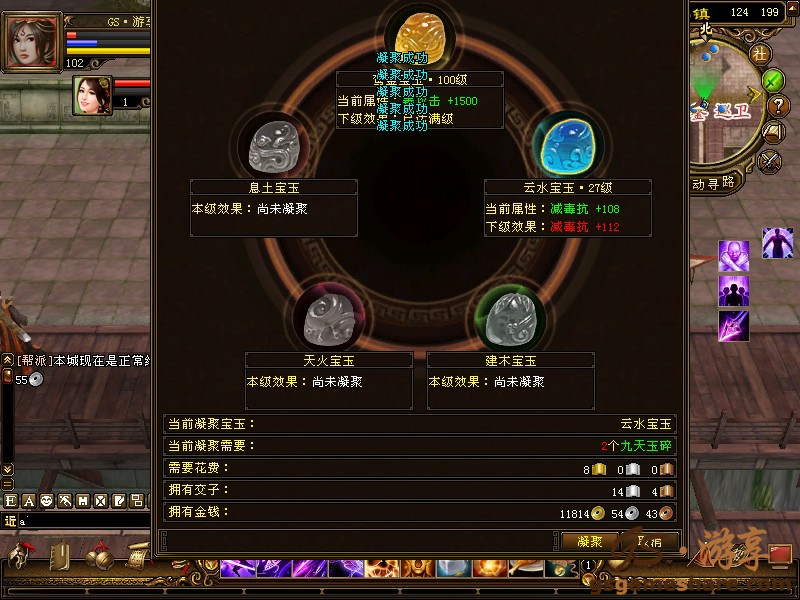 GS·游享
镇
124 199
北
社
102
1
凝聚成功
凝聚成功
凝聚成功
凝聚成功
凝聚成功
·100级
当前属 击 +1500
下级效 满级
息土宝玉
本级效果：尚未凝聚
云水宝玉·27级
当前属性：减毒抗 +108
下级效果：减毒抗 +112
动寻路
[帮派]本城现在是正常
55
天火宝玉
本级效果：尚未凝聚
建木宝玉
本级效果：尚未凝聚
当前凝聚宝玉： 云水宝玉
当前凝聚需要： 2个九天玉碎
需要花费： 8 0 0
拥有交子： 14 4
拥有金钱： 11814 54 43
近 a
凝聚
取消
游享
1